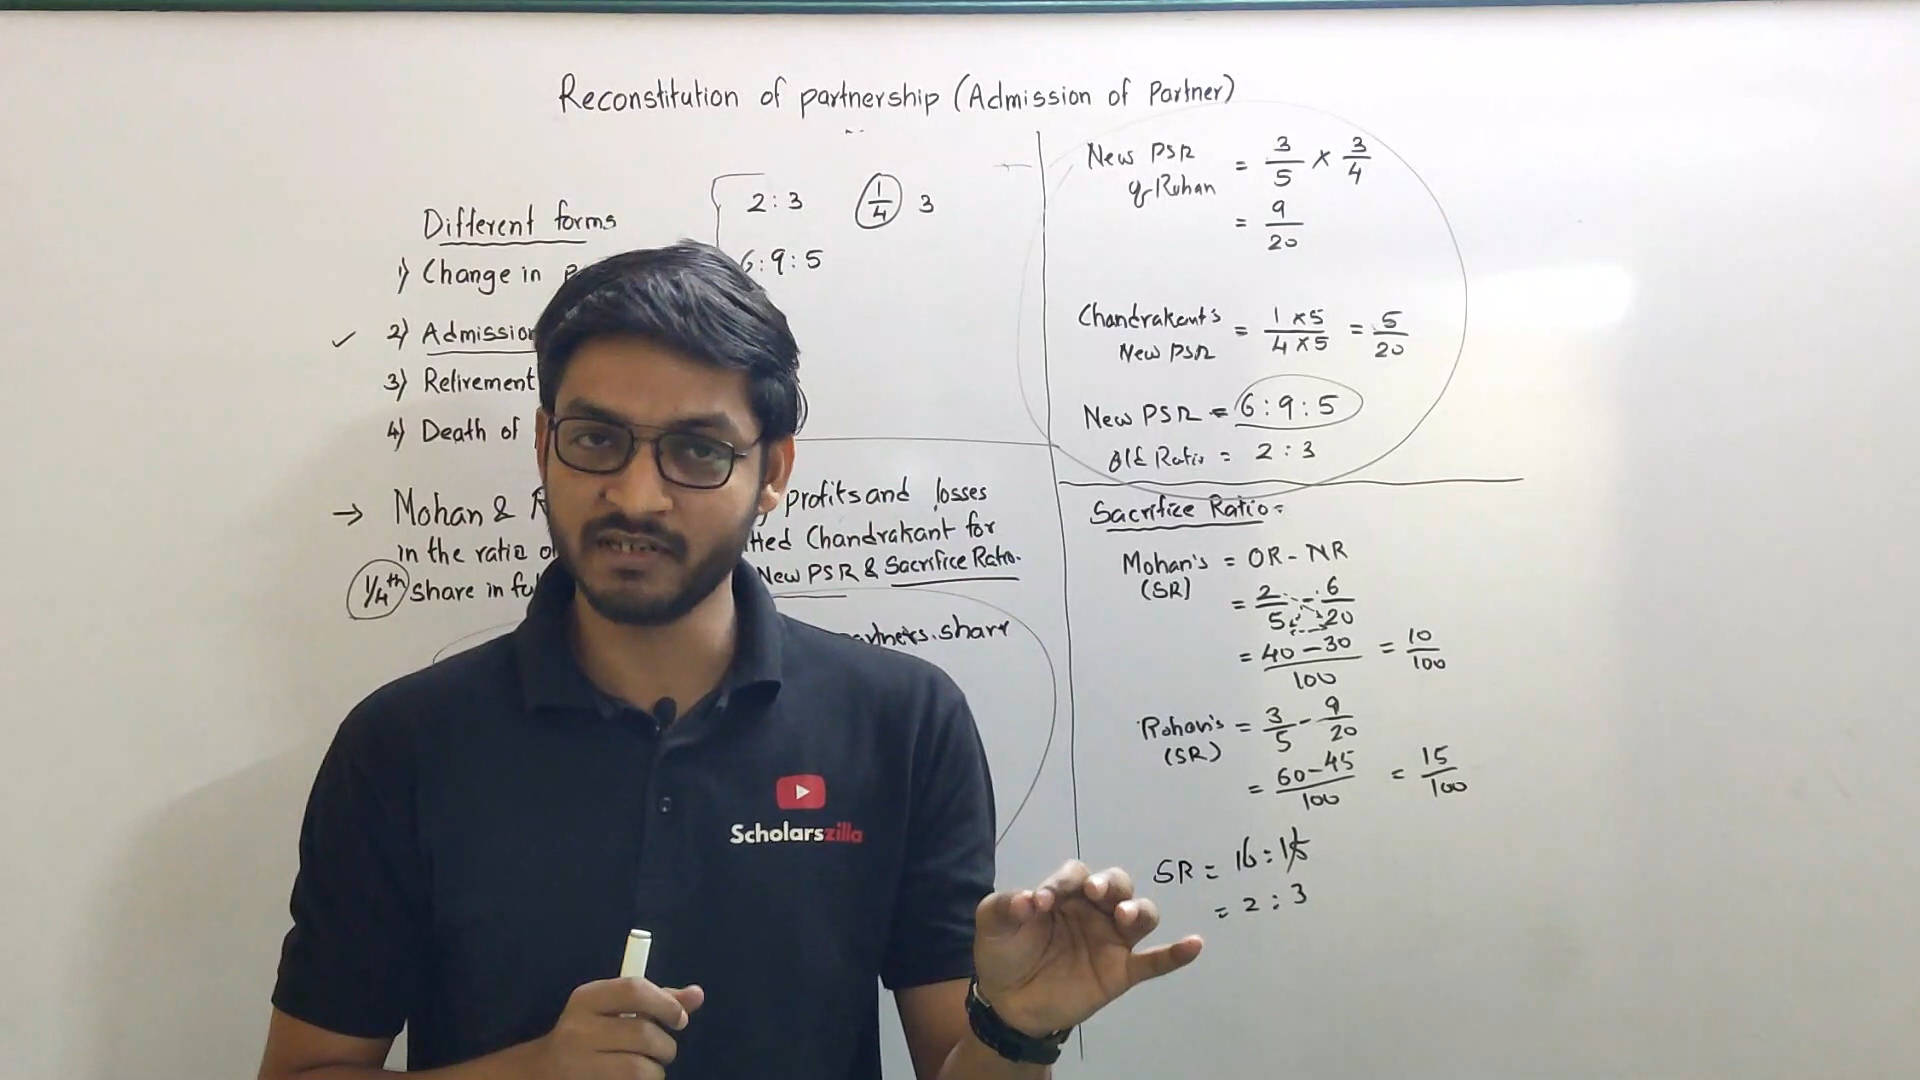 Reconstitution of partnership (Admission of Partner)
Different forms
1) Change in
✓ 2) Admission
3) Retirement
4) Death of
2:3 1/4 3
6:9:5
→ Mohan & profits and losses
in the ratio Chandrakant for
1/4th share in New PSR & Sacrifice Ratio.
share
New PSR of Rohan = 3/5 × 3/4
= 9/20
Chandrakant's New PSR = 1×5/4×5 = 5/20
New PSR = 6:9:5
Old Ratio = 2:3
Sacrifize Ratio =
Mohan's (SR) = OR - NR
= 2/5 - 6/20
= 40-30/100 = 10/100
Rohan's (SR) = 3/5 - 9/20
= 60-45/100 = 15/100
SR = 10:15
= 2:3
Scholarszilla